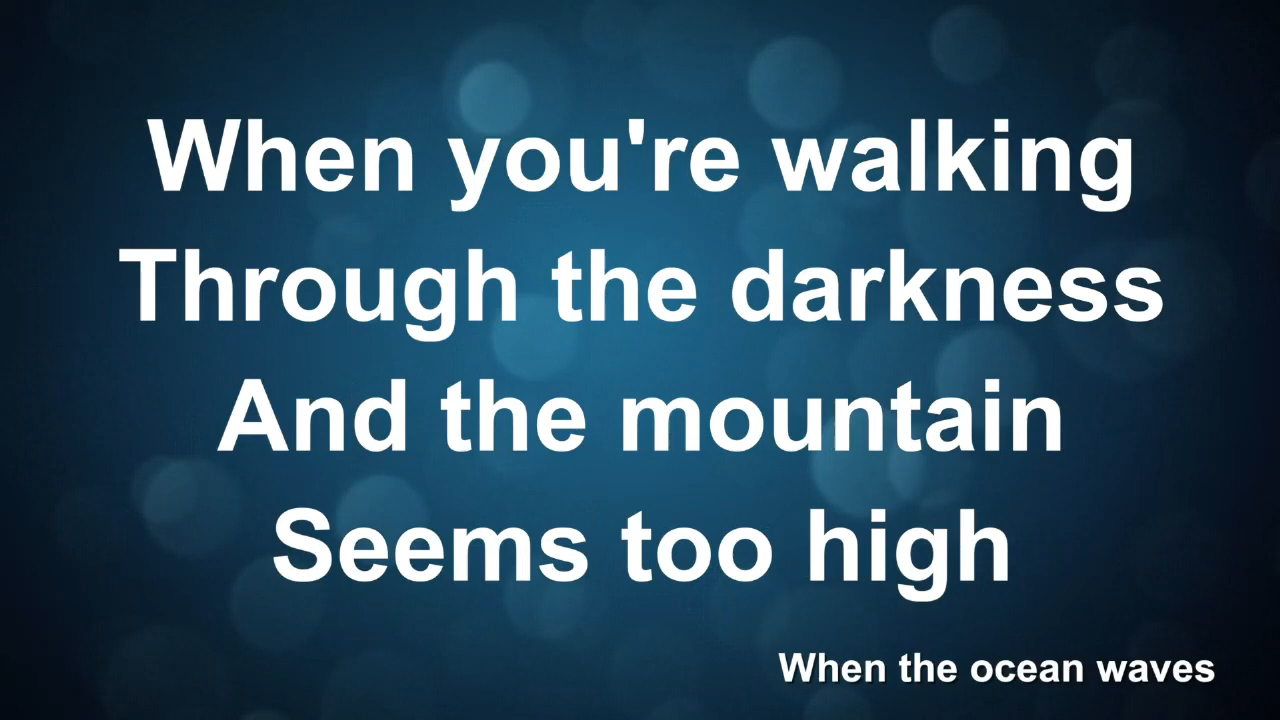 When you're walking
Through the darkness
And the mountain
Seems too high
When the ocean waves